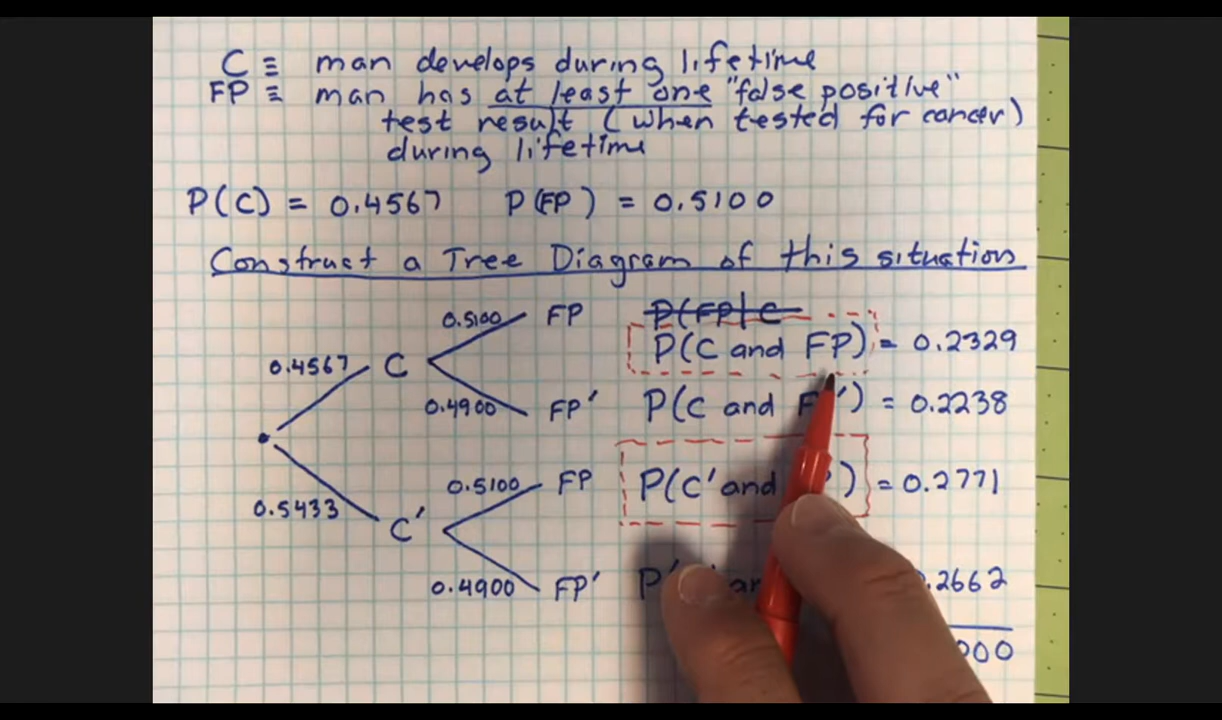 C ≡ man develops during lifetime
FP ≡ man has at least one "false positive"
test result (when tested for cancer)
during lifetime
P(C) = 0.4567 P(FP) = 0.5100
Construct a Tree Diagram of this situation
0.5100 FP P(FP|C
0.4567 C P(C and FP) = 0.2329
0.4900 FP' P(C and F ') = 0.2238
0.5100 FP P(C' and ) = 0.2771
0.5433 C'
0.4900 FP' P( = .2662
000